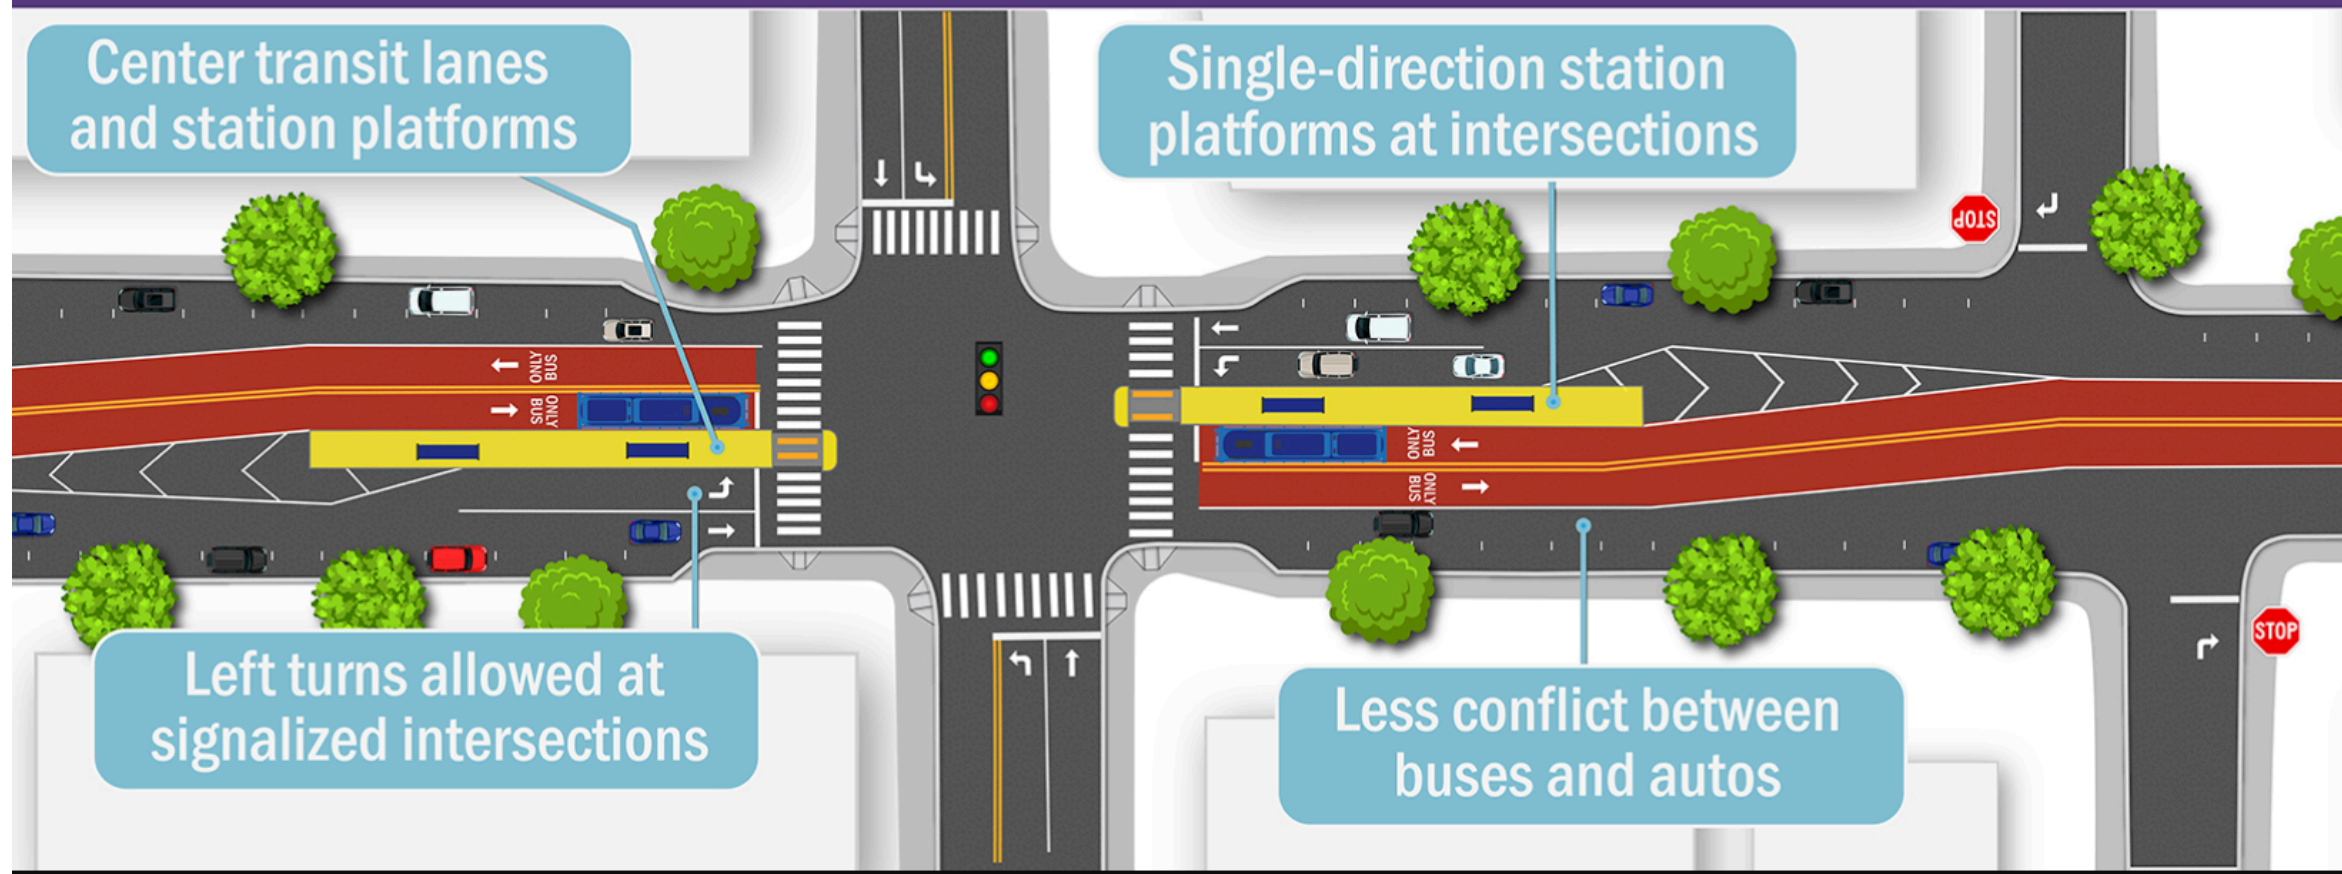 Center transit lanes
and station platforms
Single-direction station
platforms at intersections
STOP
BUS
ONLY
ONLY
BUS
BUS
ONLY
ONLY
BUS
Left turns allowed at
signalized intersections
Less conflict between
buses and autos
STOP